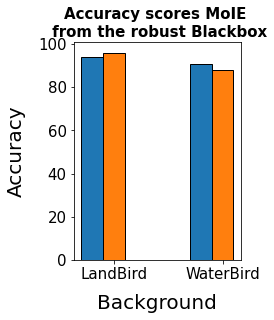 Accuracy scores MoIE
from the robust Blackbox
100
80
60
40
20
0
Accuracy
LandBird WaterBird
Background